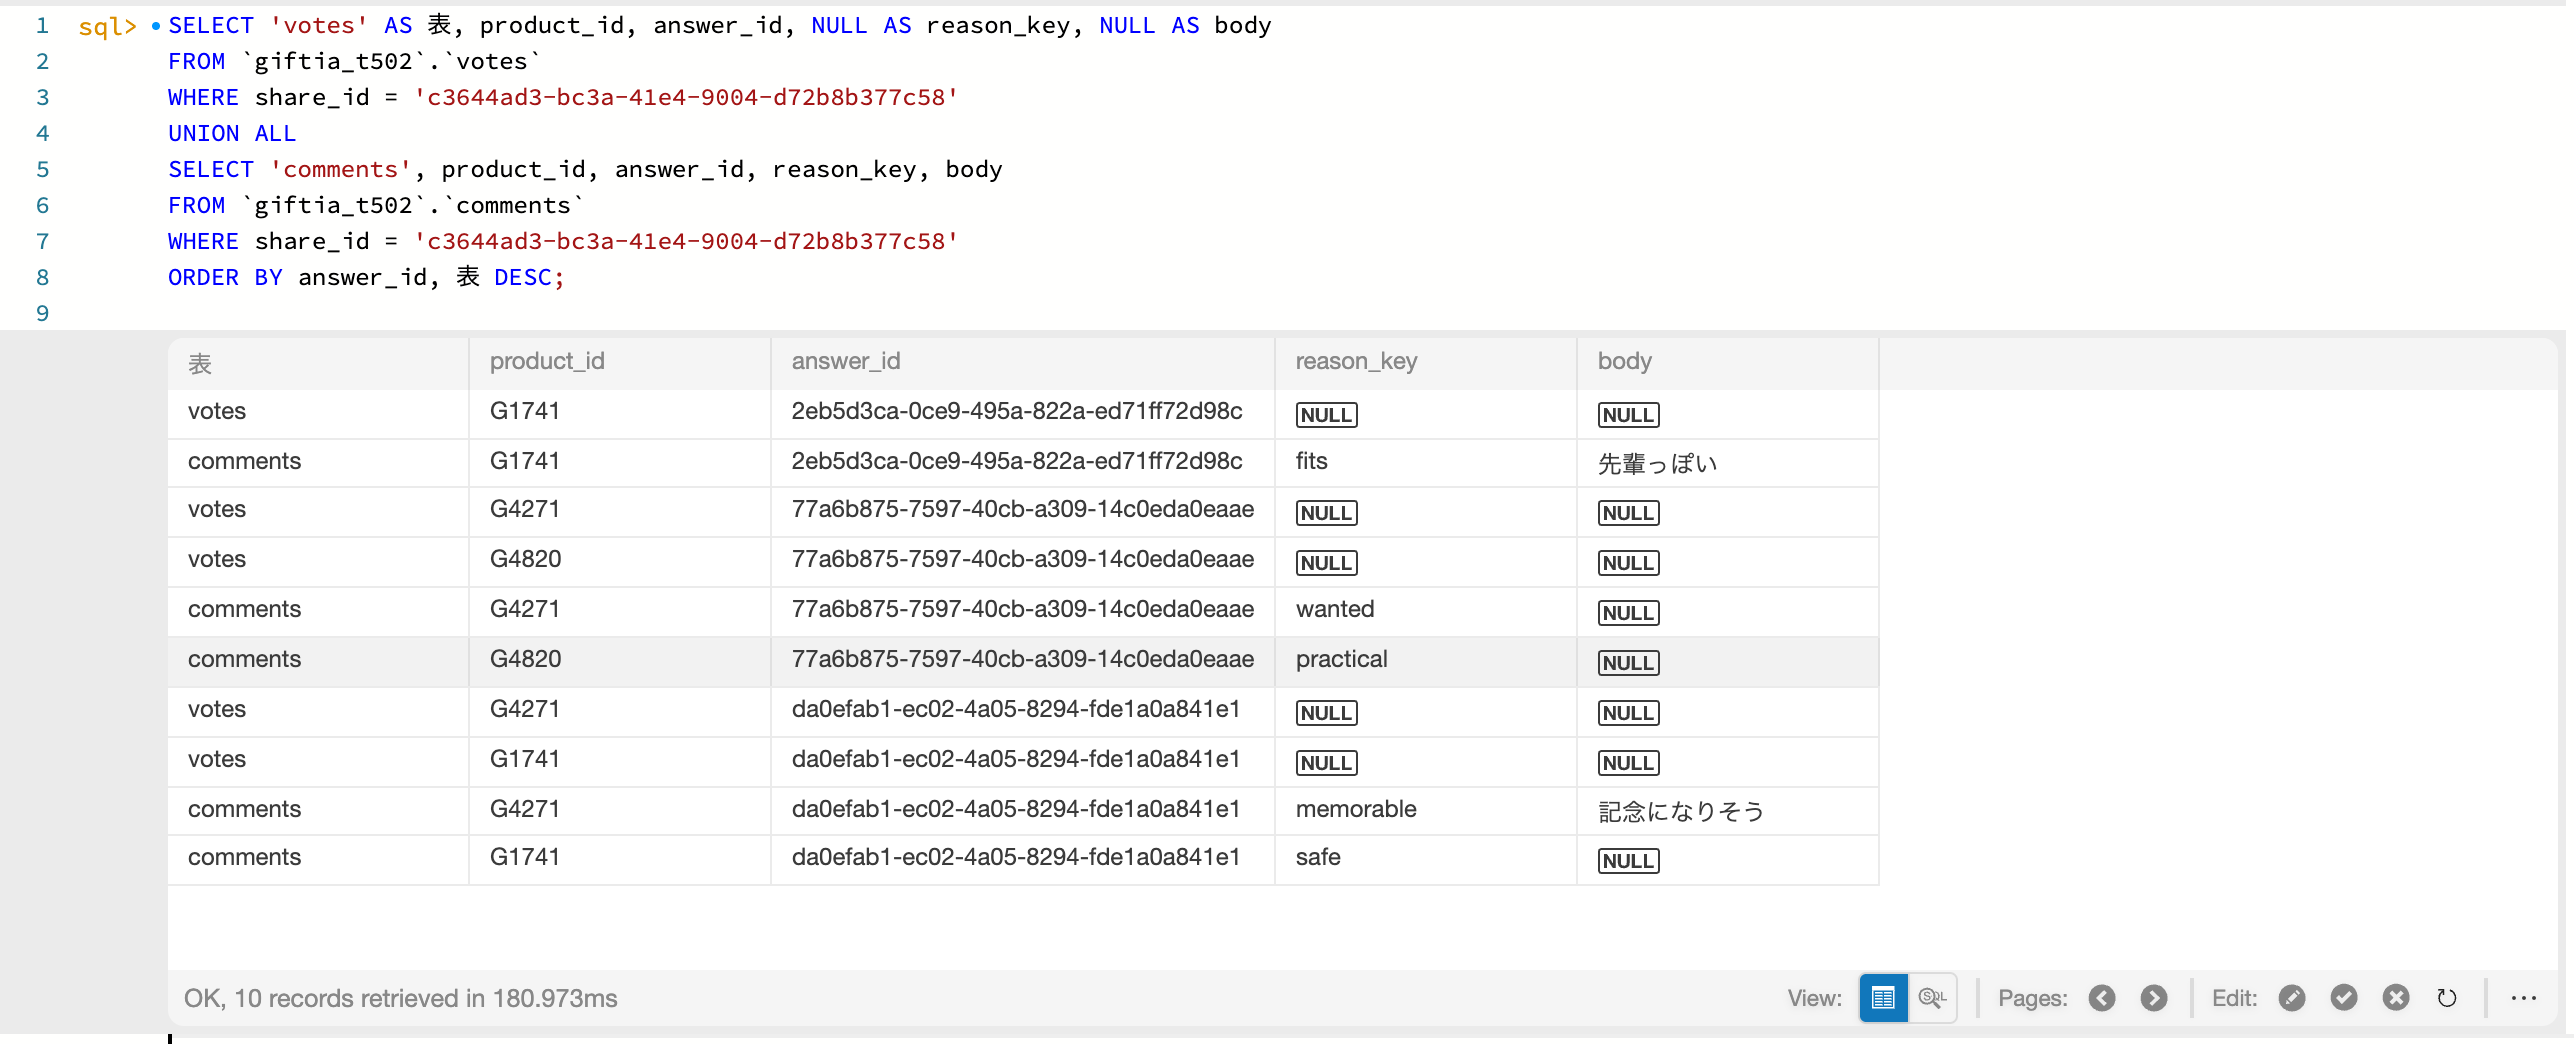 1 sql> SELECT 'votes' AS 表, product_id, answer_id, NULL AS reason_key, NULL AS body
2 FROM `giftia_t502`.`votes`
3 WHERE share_id = 'c3644ad3-bc3a-41e4-9004-d72b8b377c58'
4 UNION ALL
5 SELECT 'comments', product_id, answer_id, reason_key, body
6 FROM `giftia_t502`.`comments`
7 WHERE share_id = 'c3644ad3-bc3a-41e4-9004-d72b8b377c58'
8 ORDER BY answer_id, 表 DESC;
9
表 product_id answer_id reason_key body
votes G1741 2eb5d3ca-0ce9-495a-822a-ed71ff72d98c NULL NULL
comments G1741 2eb5d3ca-0ce9-495a-822a-ed71ff72d98c fits 先輩っぽい
votes G4271 77a6b875-7597-40cb-a309-14c0eda0eaae NULL NULL
votes G4820 77a6b875-7597-40cb-a309-14c0eda0eaae NULL NULL
comments G4271 77a6b875-7597-40cb-a309-14c0eda0eaae wanted NULL
comments G4820 77a6b875-7597-40cb-a309-14c0eda0eaae practical NULL
votes G4271 da0efab1-ec02-4a05-8294-fde1a0a841e1 NULL NULL
votes G1741 da0efab1-ec02-4a05-8294-fde1a0a841e1 NULL NULL
comments G4271 da0efab1-ec02-4a05-8294-fde1a0a841e1 memorable 記念になりそう
comments G1741 da0efab1-ec02-4a05-8294-fde1a0a841e1 safe NULL
OK, 10 records retrieved in 180.973ms View: SQL Pages: Edit: ...